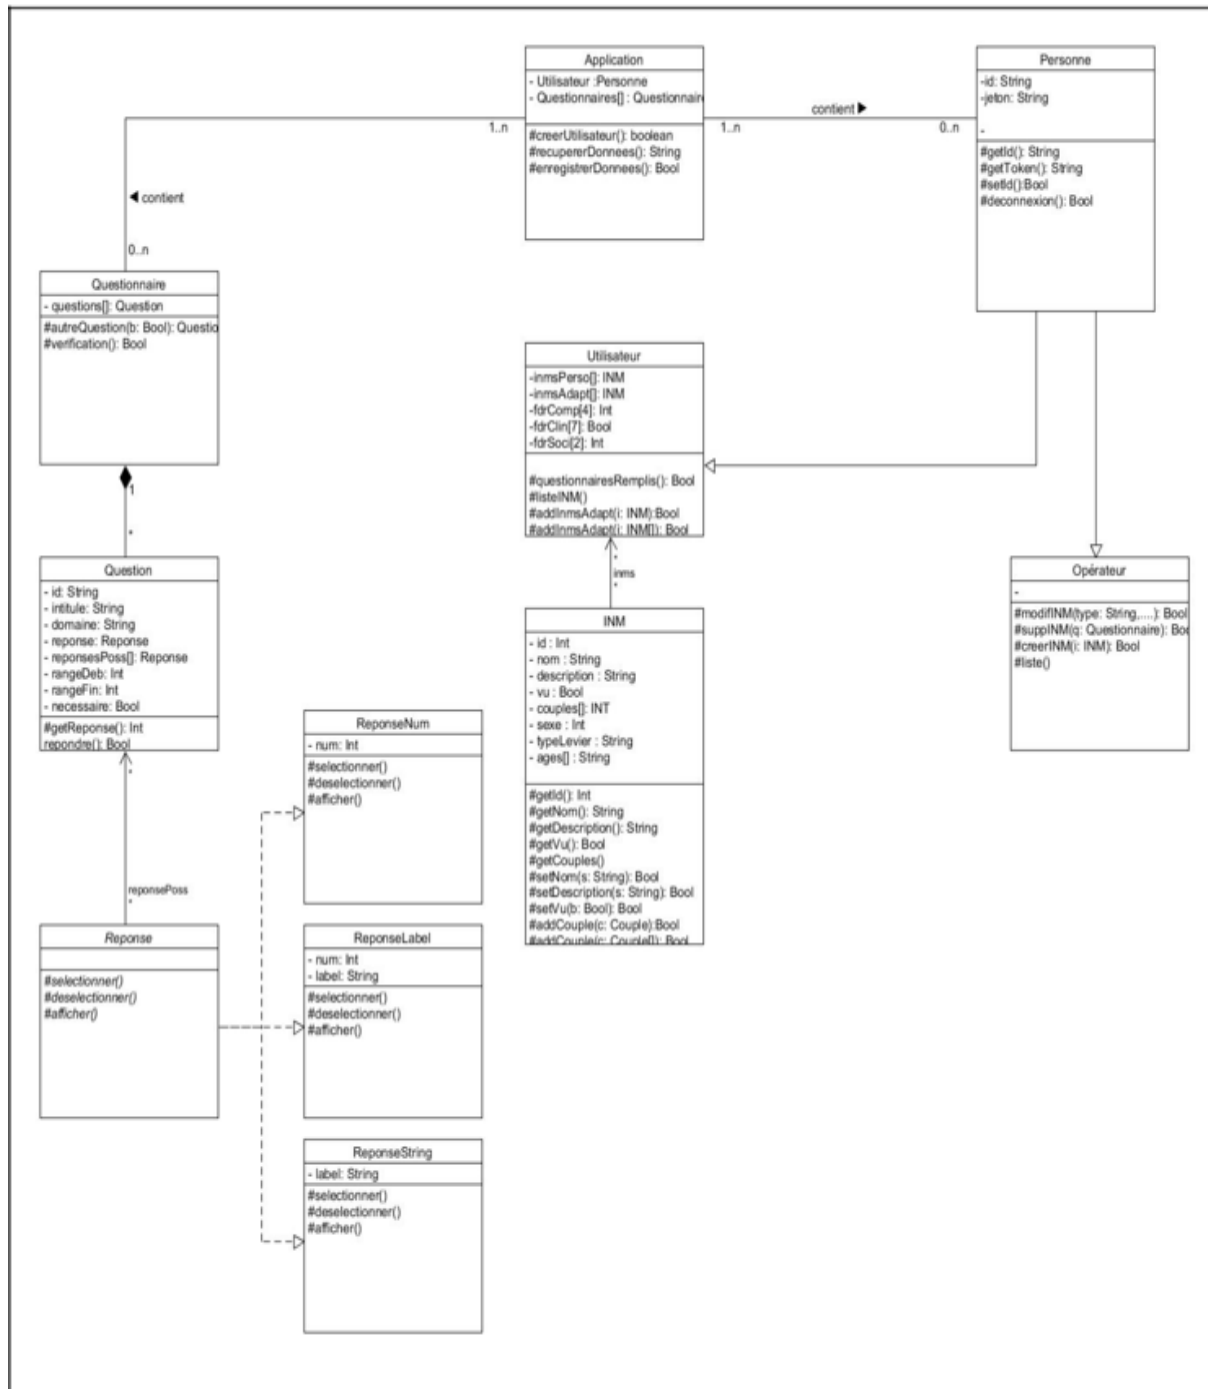 Application
- Utilisateur :Personne
- Questionnaires[] : Questionnaire
#creerUtilisateur(): boolean
#recupererDonnees(): String
#enregistrerDonnees(): Bool
Personne
-id: String
-jeton: String
-
#getId(): String
#getToken(): String
#setId():Bool
#deconnexion(): Bool
1..n
1..n
contient ▶
0..n
◀ contient
0..n
Questionnaire
- questions[]: Question
#autreQuestion(b: Bool): Questio
#verification(): Bool
1
*
Utilisateur
-inmsPerso[]: INM
-inmsAdapt[]: INM
-fdrComp[4]: Int
-fdrClin[7]: Bool
-fdrSoci[2]: Int
#questionnairesRemplis(): Bool
#listeINM()
#addInmsAdapt(i: INM):Bool
#addInmsAdapt(i: INM[]): Bool
*
inms
*
Question
- id: String
- intitule: String
- domaine: String
- reponse: Reponse
- reponsesPoss[]: Reponse
- rangeDeb: Int
- rangeFin: Int
- necessaire: Bool
#getReponse(): Int
repondre(): Bool
*
reponsePoss
*
Opérateur
-
#modifINM(type: String,....): Bool
#suppINM(q: Questionnaire): Boo
#creerINM(i: INM): Bool
#liste()
INM
- id : Int
- nom : String
- description : String
- vu : Bool
- couples[]: INT
- sexe : Int
- typeLevier : String
- ages[] : String
#getId(): Int
#getNom(): String
#getDescription(): String
#getVu(): Bool
#getCouples()
#setNom(s: String): Bool
#setDescription(s: String): Bool
#setVu(b: Bool): Bool
#addCouple(c: Couple):Bool
#addCouple(c: Couple[]): Bool
ReponseNum
- num: Int
#selectionner()
#deselectionner()
#afficher()
Reponse
#selectionner()
#deselectionner()
#afficher()
ReponseLabel
- num: Int
- label: String
#selectionner()
#deselectionner()
#afficher()
ReponseString
- label: String
#selectionner()
#deselectionner()
#afficher()